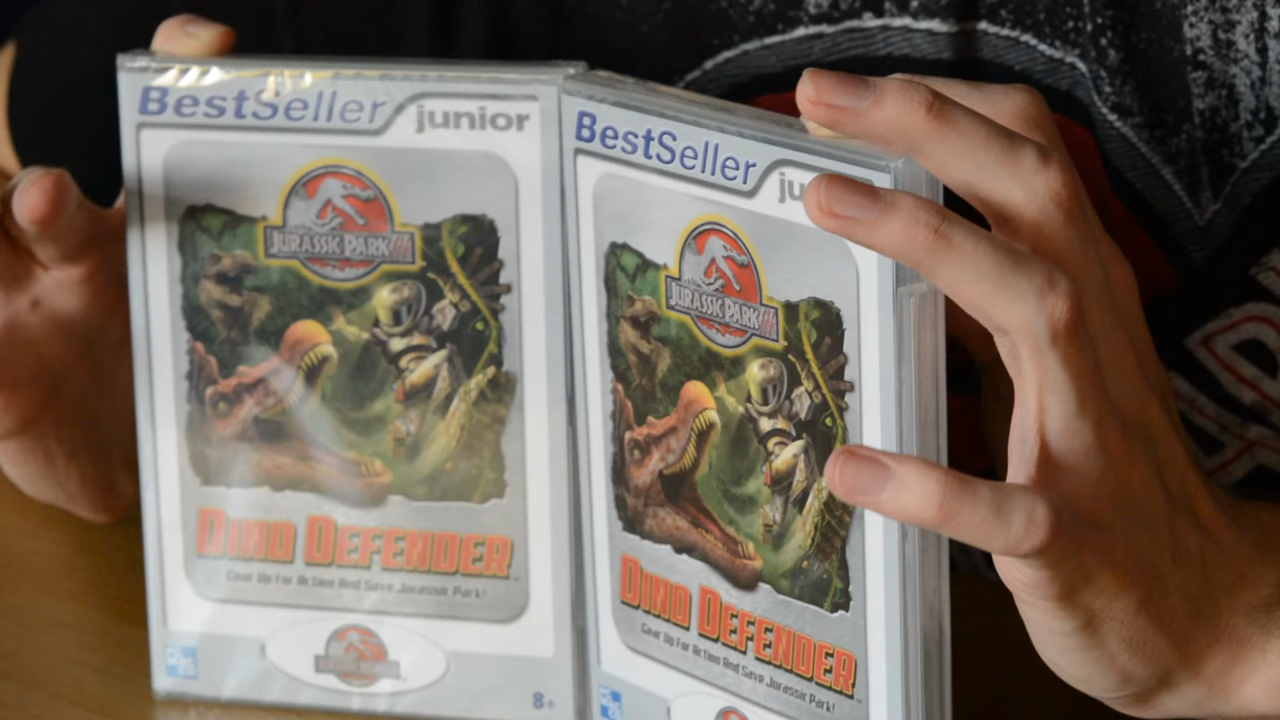 BestSeller junior
JURASSIC PARK III
DINO DEFENDER
Gear Up For Action And Save Jurassic Park!
8+
BestSeller ju
JURASSIC PARK III
DINO DEFENDER
Gear Up For Action And Save Jurassic Park!